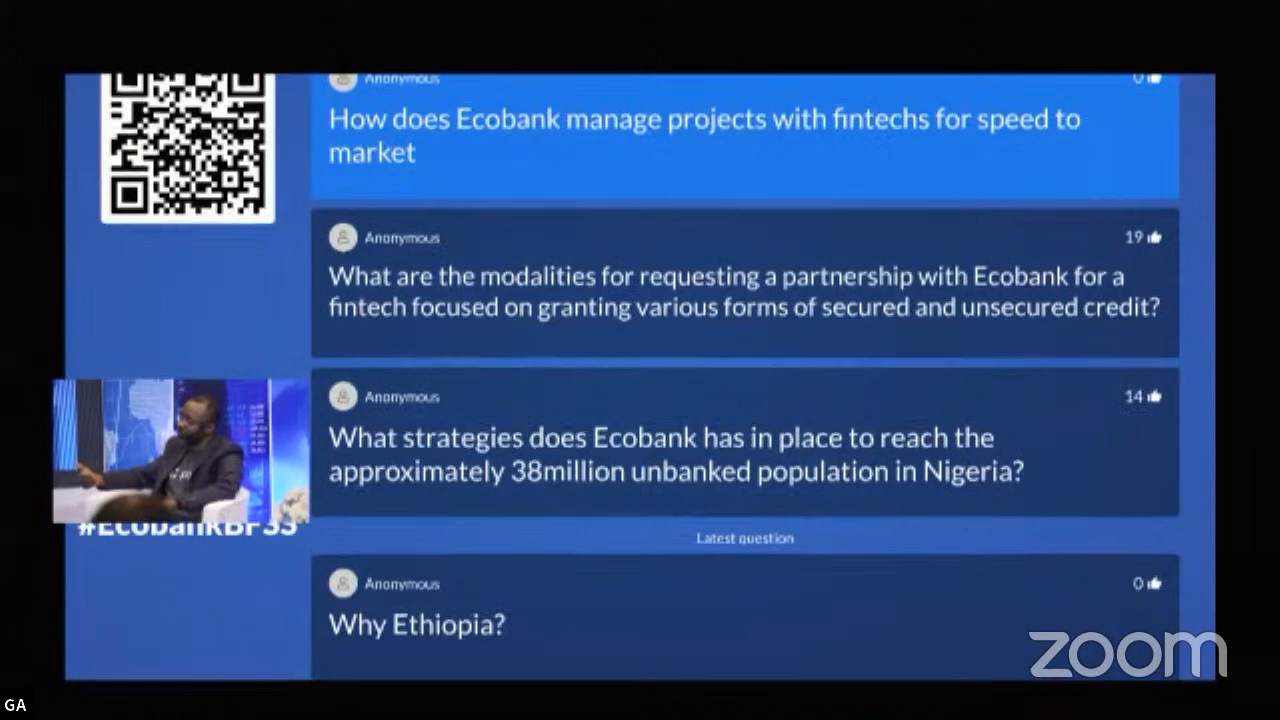 Anonymous
0
How does Ecobank manage projects with fintechs for speed to
market
Anonymous
19
What are the modalities for requesting a partnership with Ecobank for a
fintech focused on granting various forms of secured and unsecured credit?
Anonymous
14
What strategies does Ecobank has in place to reach the
approximately 38million unbanked population in Nigeria?
#EcobankBF33
Latest question
Anonymous
0
Why Ethiopia?
zoom
GA